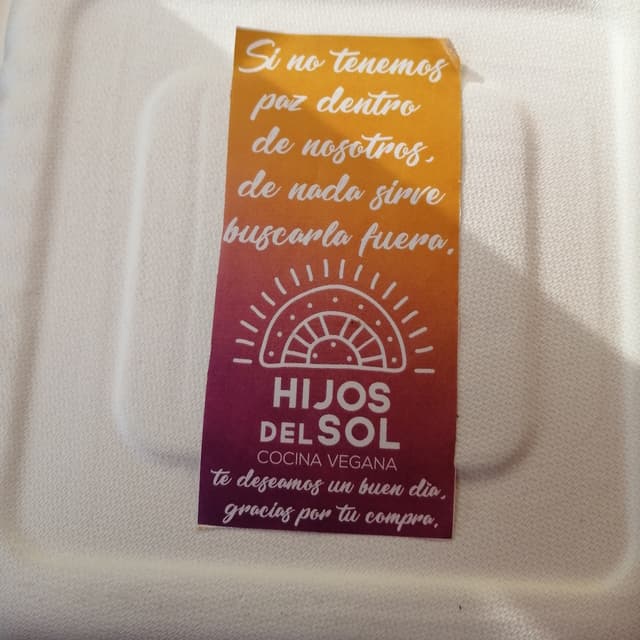 Si no tenemos
paz dentro
de nosotros,
de nada sirve
buscarla fuera.
HIJOS
DEL SOL
COCINA VEGANA
te deseamos un buen dia,
gracias por tu compra.